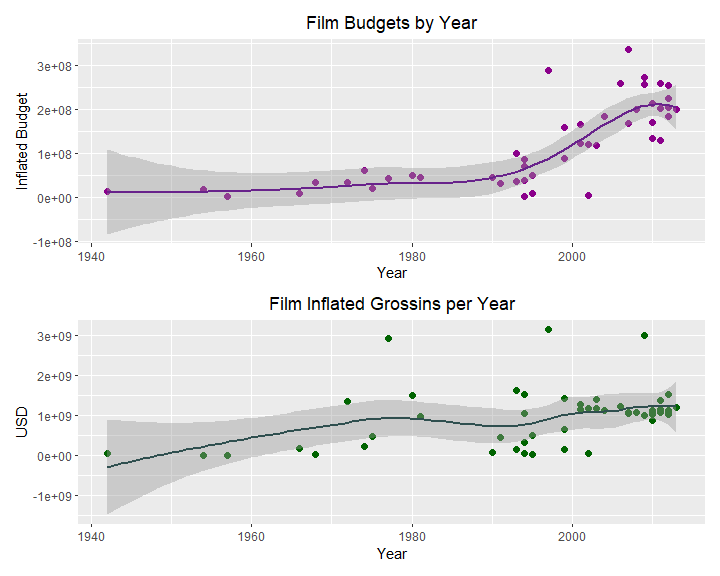 Film Budgets by Year
Inflated Budget
3e+08
2e+08
1e+08
0e+00
-1e+08
1940 1960 1980 2000
Year
Film Inflated Grossins per Year
USD
3e+09
2e+09
1e+09
0e+00
-1e+09
1940 1960 1980 2000
Year